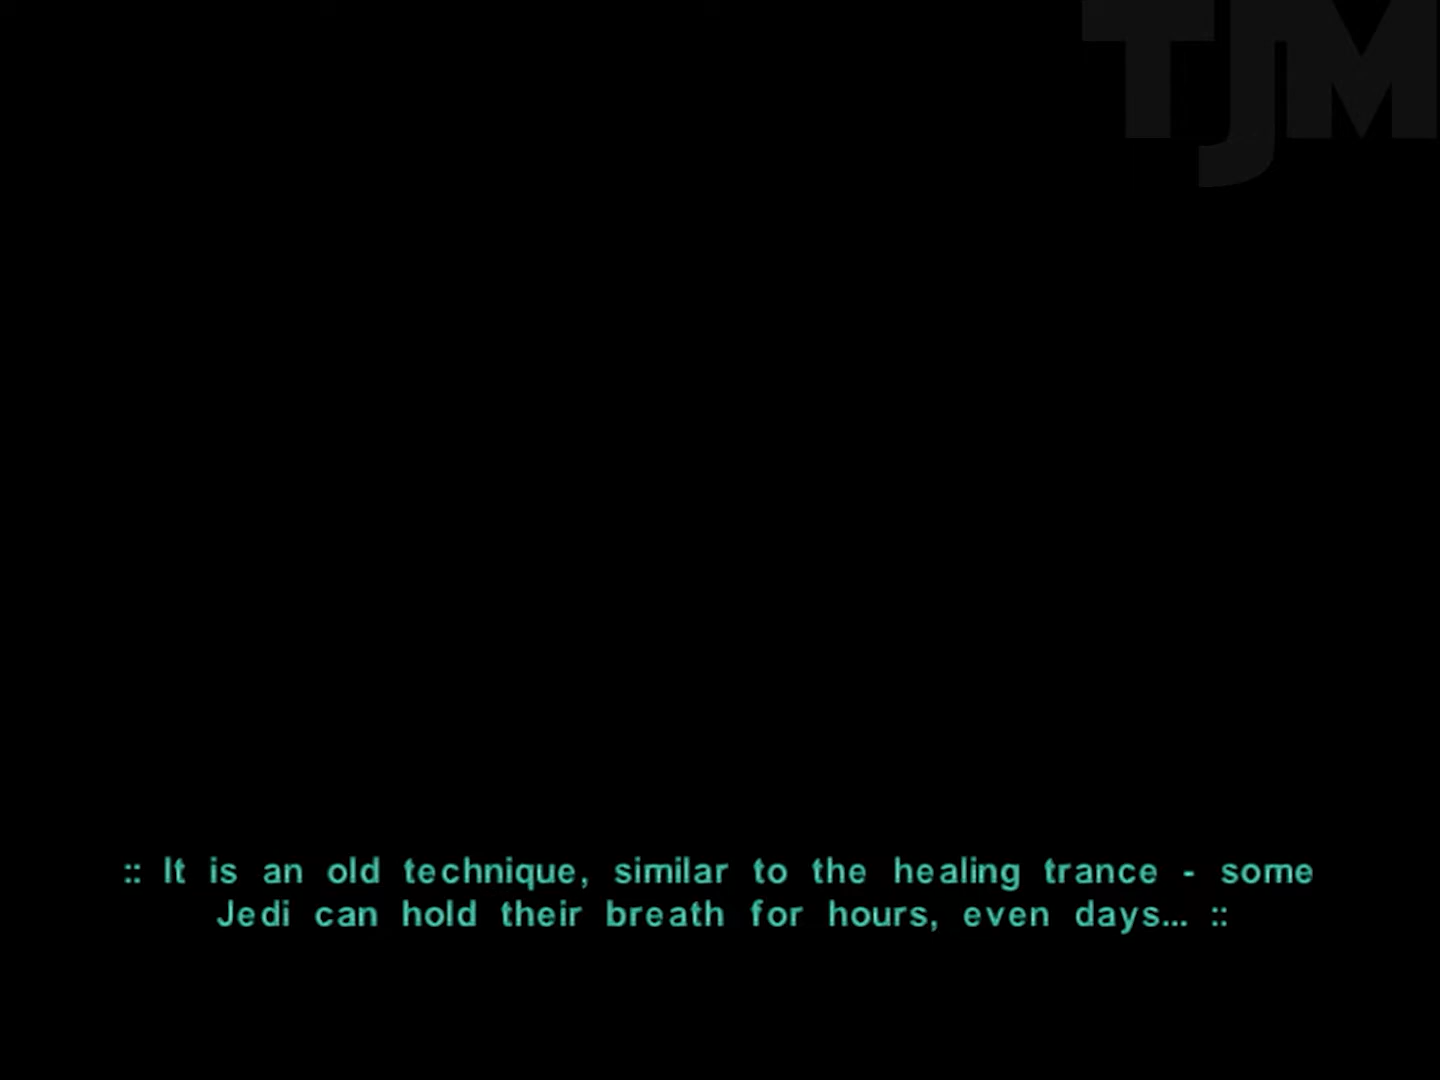 TJM
:: It is an old technique, similar to the healing trance - some
Jedi can hold their breath for hours, even days... ::